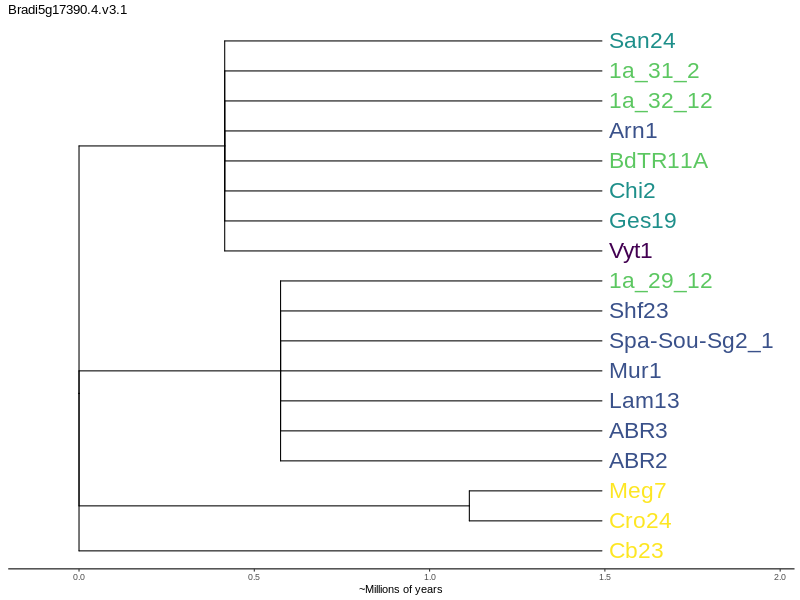 Bradi5g17390.4.v3.1
San24
1a_31_2
1a_32_12
Arn1
BdTR11A
Chi2
Ges19
Vyt1
1a_29_12
Shf23
Spa-Sou-Sg2_1
Mur1
Lam13
ABR3
ABR2
Meg7
Cro24
Cb23
0.0 0.5 1.0 1.5 2.0
~Millions of years